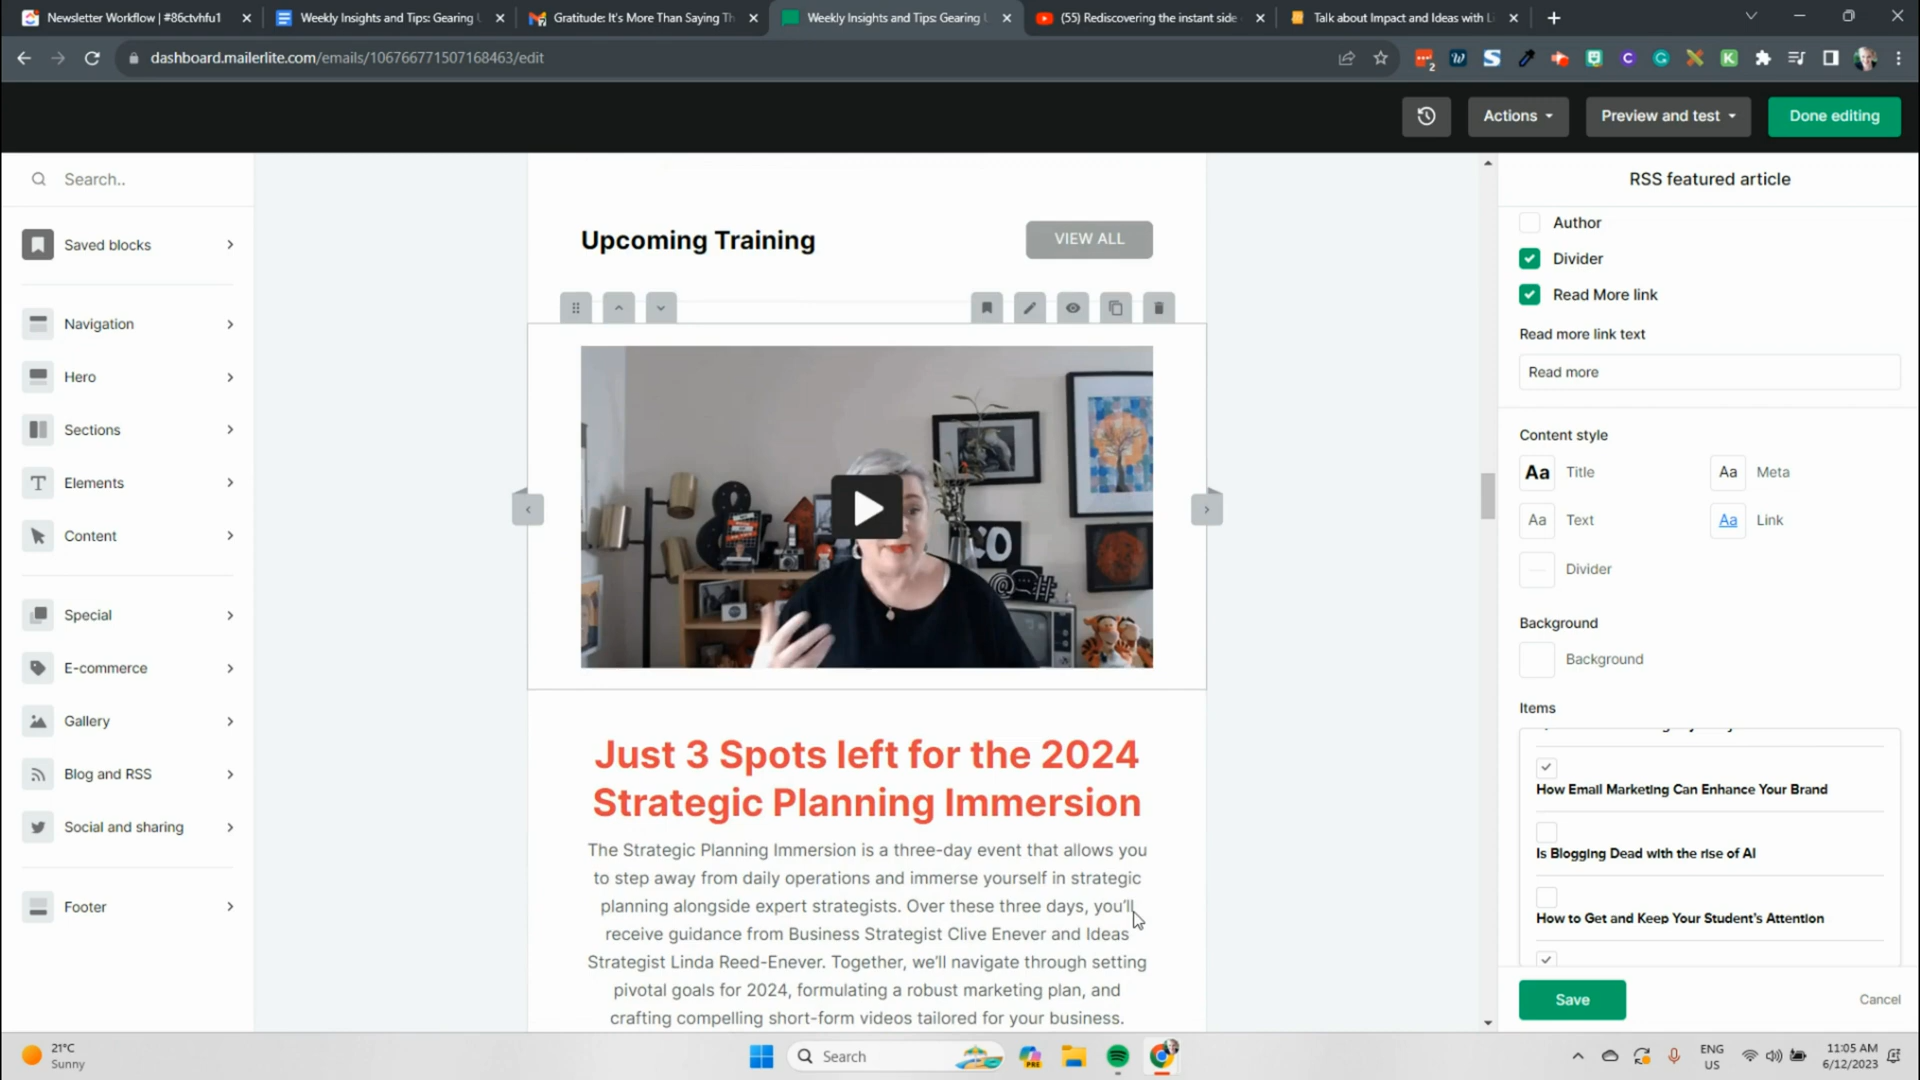 Newsletter Workflow | #86ctvhfu1
Weekly Insights and Tips: Gearing
Gratitude: It's More Than Saying Th
Weekly Insights and Tips: Gearing
(55) Rediscovering the instant side
Talk about Impact and Ideas with Li
dashboard.mailerlite.com/emails/106766771507168463/edit
2
Actions
Preview and test
Done editing
Search..
Saved blocks
Navigation
Hero
Sections
Elements
Content
Special
E-commerce
Gallery
Blog and RSS
Social and sharing
Footer
Upcoming Training
VIEW ALL
Just 3 Spots left for the 2024
Strategic Planning Immersion
The Strategic Planning Immersion is a three-day event that allows you
to step away from daily operations and immerse yourself in strategic
planning alongside expert strategists. Over these three days, you'll
receive guidance from Business Strategist Clive Enever and Ideas
Strategist Linda Reed-Enever. Together, we'll navigate through setting
pivotal goals for 2024, formulating a robust marketing plan, and
crafting compelling short-form videos tailored for your business.
RSS featured article
Author
Divider
Read More link
Read more link text
Read more
Content style
Aa Title
Aa Meta
Aa Text
Aa Link
Divider
Background
Background
Items
How Email Marketing Can Enhance Your Brand
Is Blogging Dead with the rise of AI
How to Get and Keep Your Student's Attention
Save
Cancel
21°C
Sunny
Search
PRE
ENG
US
11:05 AM
6/12/2023